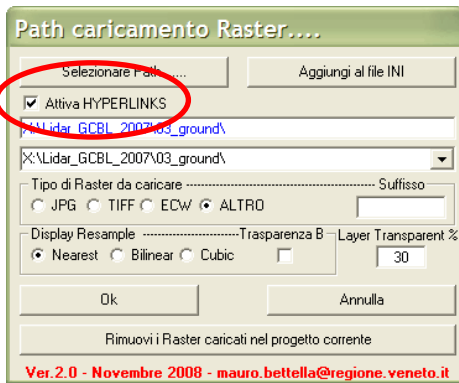 Path caricamento Raster....
Selezionare Path ..... Aggiungi al file INI
Attiva HYPERLINKS
X:\Lidar_GCBL_2007\03_ground\
X:\Lidar_GCBL_2007\03_ground\
Tipo di Raster da caricare ------------------------------------------ Suffisso
JPG TIFF ECW ALTRO
Display Resample -------------------Trasparenza B Layer Transparent %
Nearest Bilinear Cubic 30
Ok Annulla
Rimuovi i Raster caricati nel progetto corrente
Ver.2.0 - Novembre 2008 - mauro.bettella@regione.veneto.it